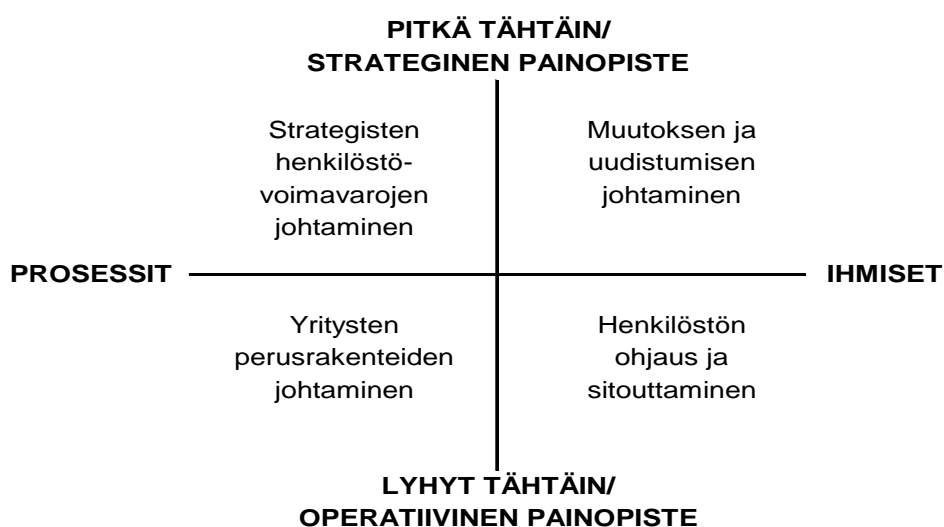 PITKÄ TÄHTÄIN/
STRATEGINEN PAINOPISTE
Strategisten
henkilöstö-
voimavarojen
johtaminen
Muutoksen ja
uudistumisen
johtaminen
PROSESSIT
IHMISET
Yritysten
perusrakenteiden
johtaminen
Henkilöstön
ohjaus ja
sitouttaminen
LYHYT TÄHTÄIN/
OPERATIIVINEN PAINOPISTE